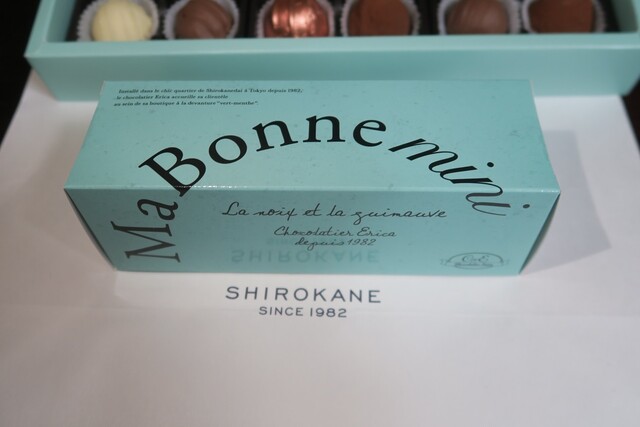 Installé dans le chic quartier de Shirokanedai à Tokyo depuis 1982,
le chocolatier Erica accueille sa clientèle
au sein de sa boutique à la devanture "vert-menthe".
Ma Bonne mini
La noix et la guimauve
Chocolatier Erica
depuis 1982
SHIROKANE
SHIROKANE
SINCE 1982